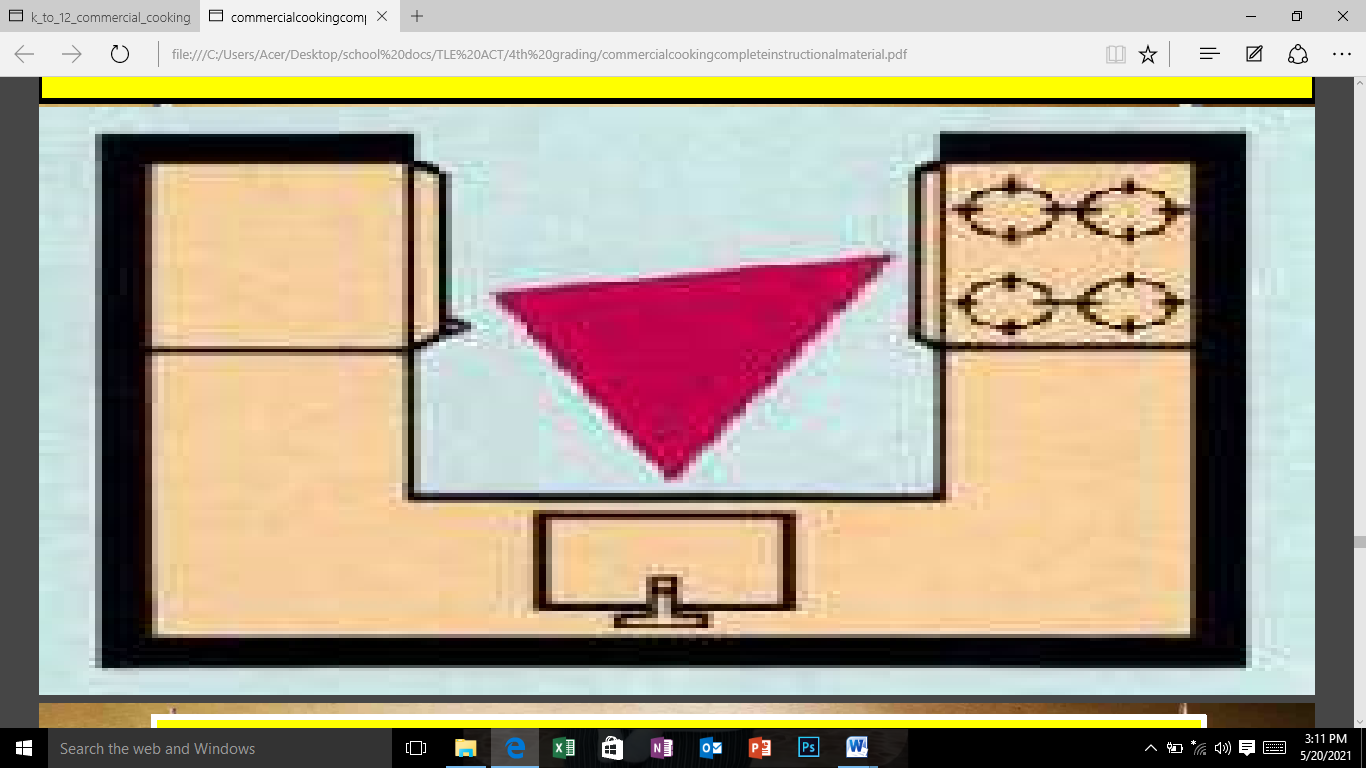 k_to_12_commercial_cooking
commercialcookingcomp
file:///C:/Users/Acer/Desktop/school%20docs/TLE%20ACT/4th%20grading/commercialcookingcompleteinstructionalmaterial.pdf
Search the web and Windows
3:11 PM
5/20/2021